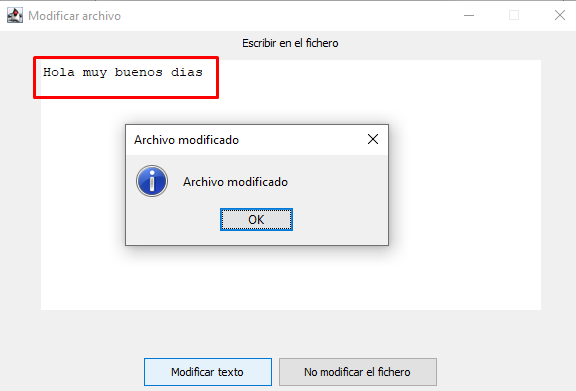 Modificar archivo
Escribir en el fichero
Hola muy buenos dias
Archivo modificado
Archivo modificado
OK
Modificar texto
No modificar el fichero